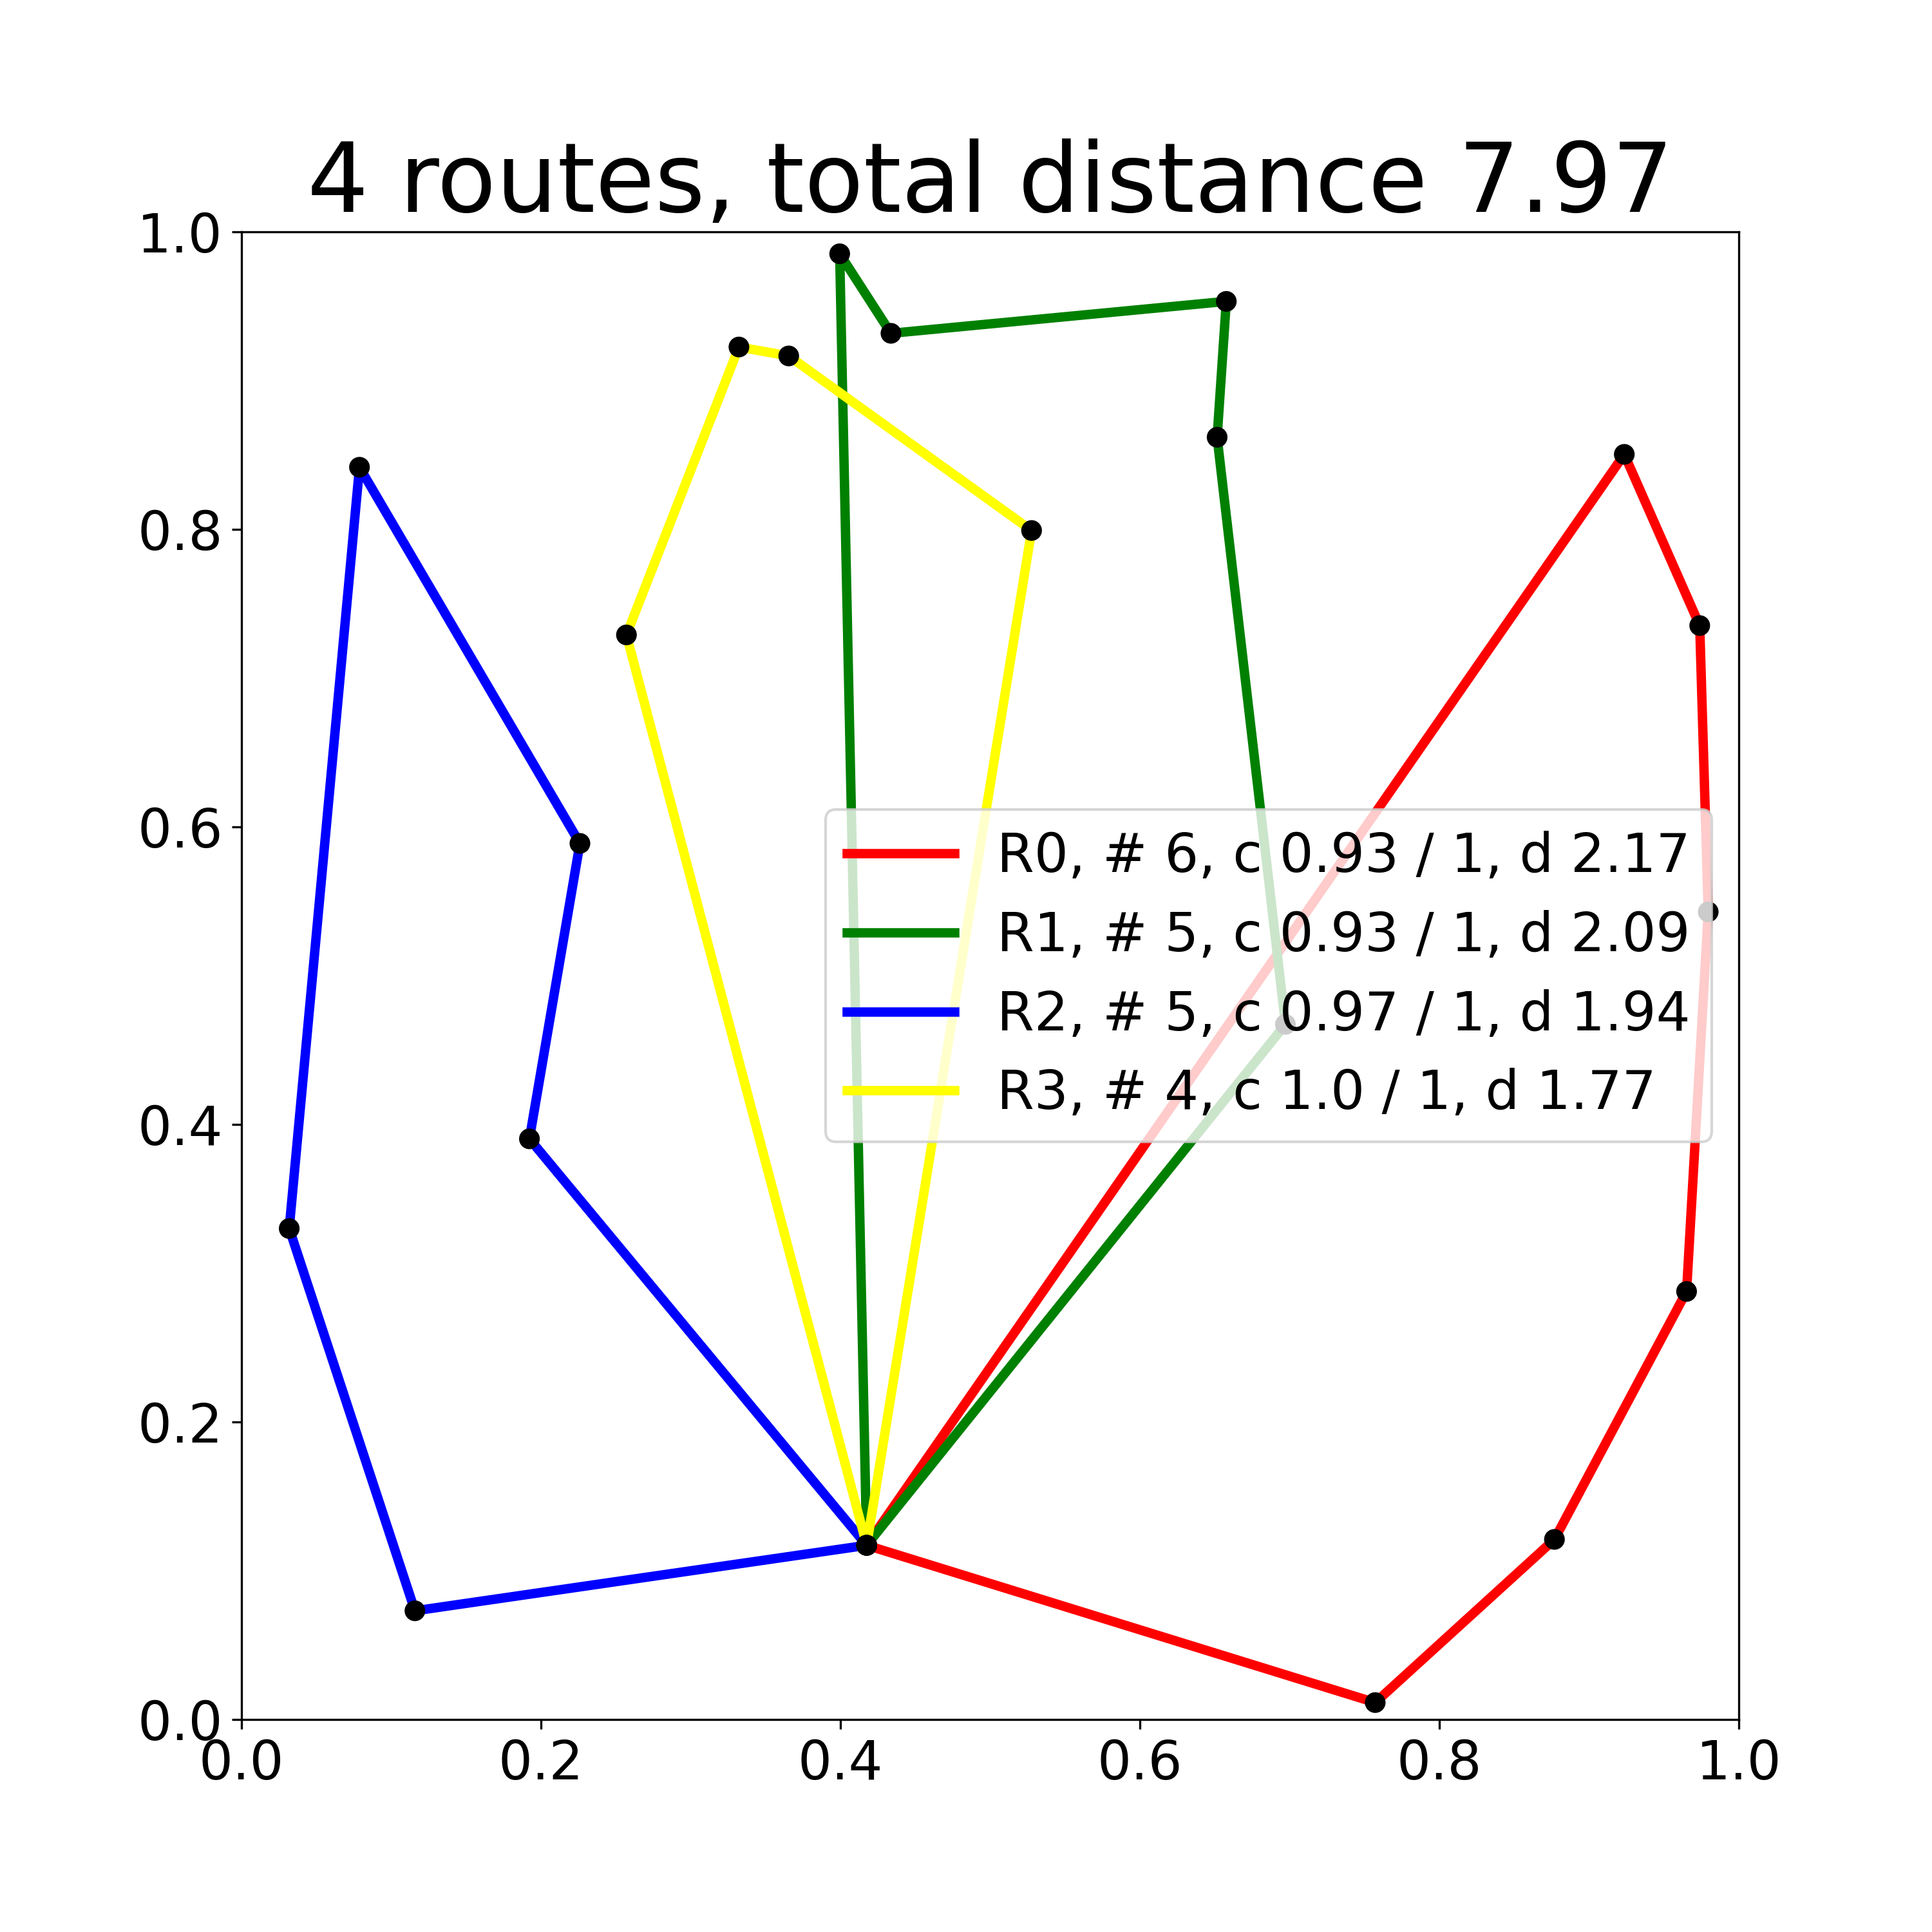 4 routes, total distance 7.97
1.0
0.8
0.6
0.4
0.2
0.0
R0, # 6, c 0.93 / 1, d 2.17
R1, # 5, c 0.93 / 1, d 2.09
R2, # 5, c 0.97 / 1, d 1.94
R3, # 4, c 1.0 / 1, d 1.77
0.0 0.2 0.4 0.6 0.8 1.0